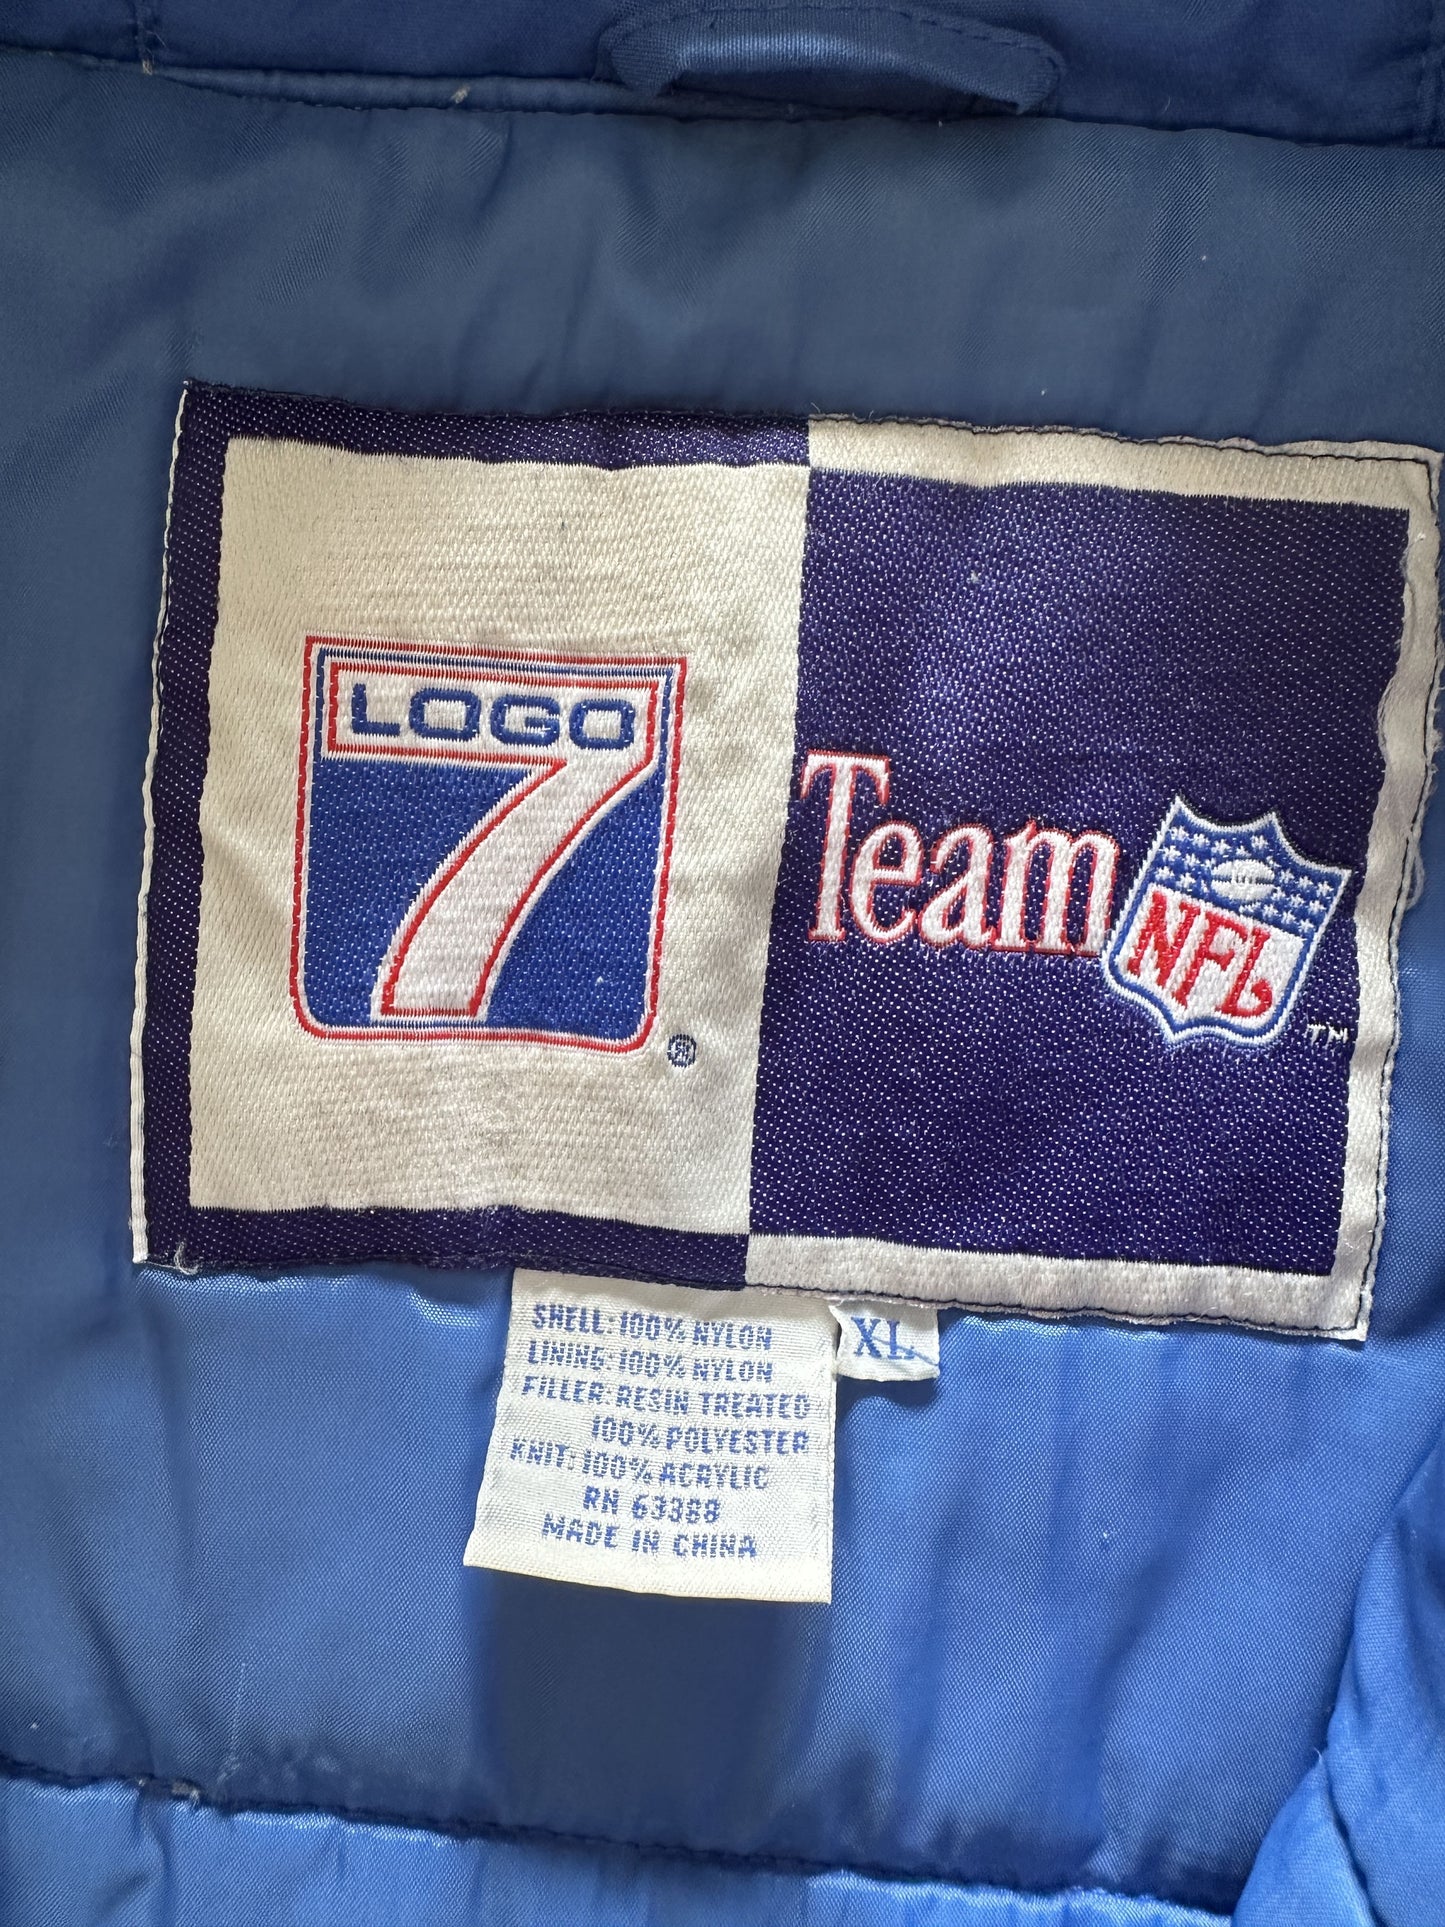 LOGO
7
®
Team NFL
TM
SHELL: 100% NYLON
LINING: 100% NYLON
FILLER: RESIN TREATED
100% POLYESTER
KNIT: 100% ACRYLIC
RN 63388
MADE IN CHINA
XL